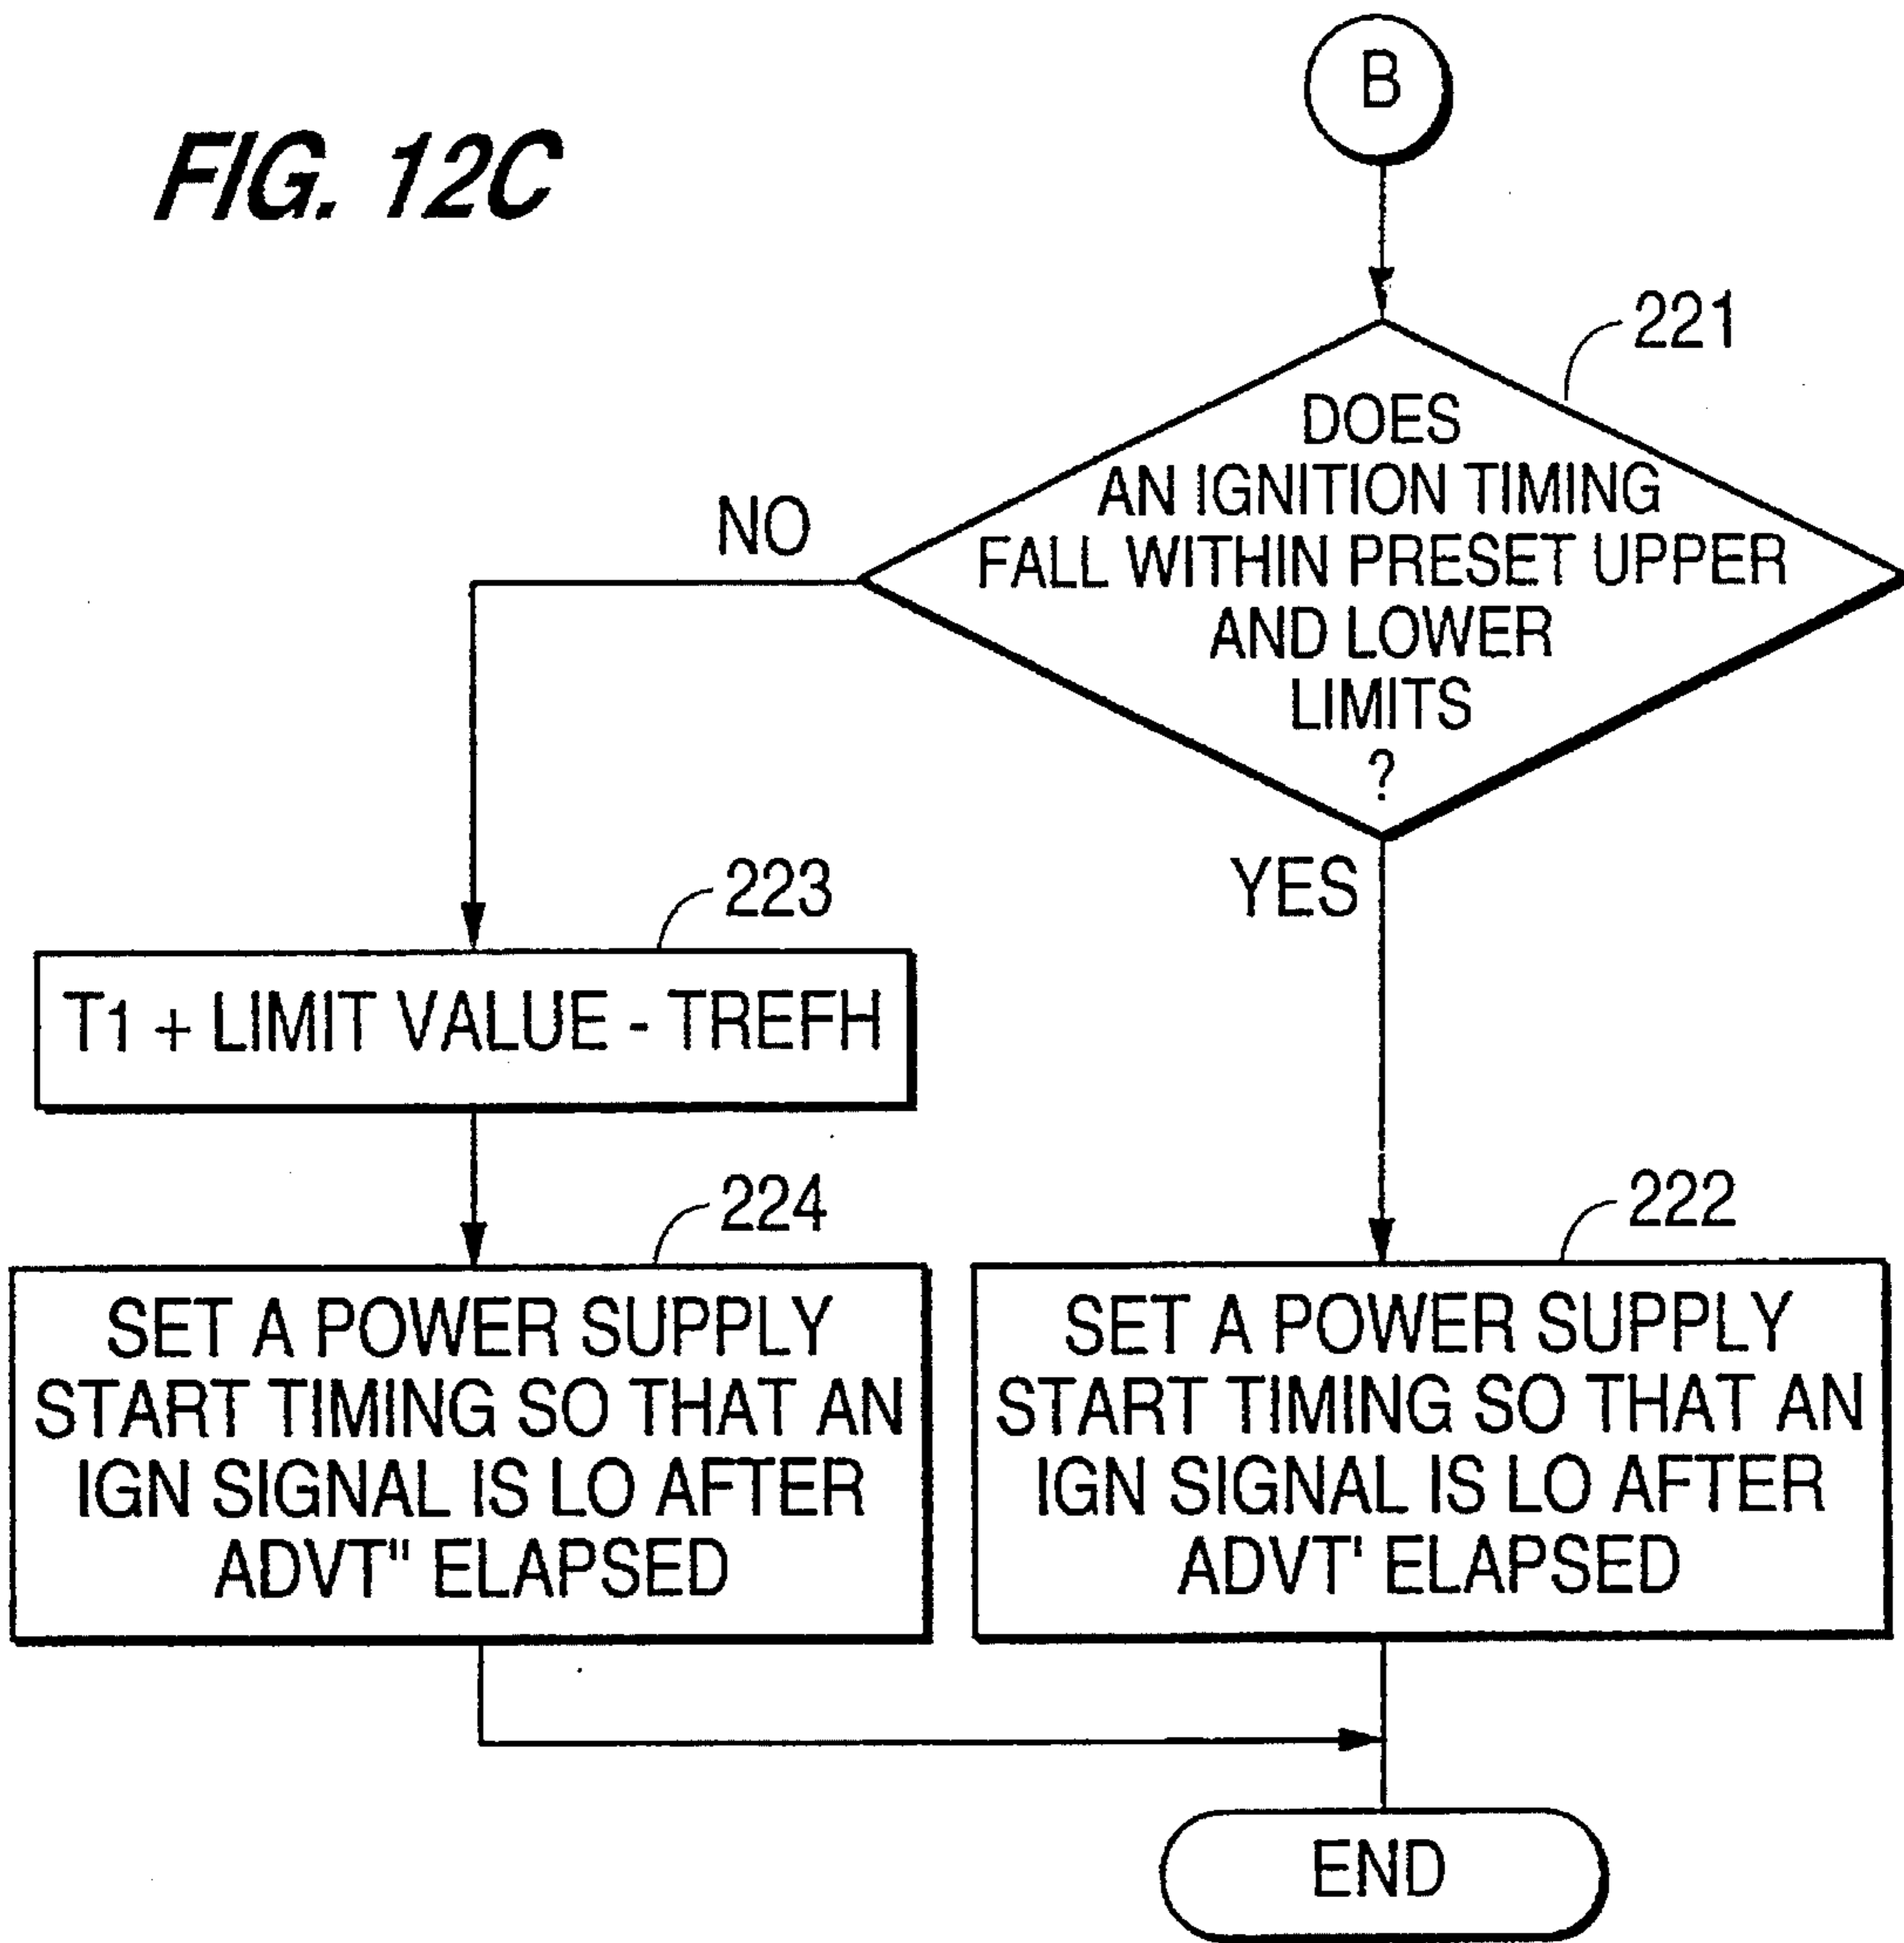 FIG. 12C
B
221
DOES
AN IGNITION TIMING
FALL WITHIN PRESET UPPER
AND LOWER
LIMITS
?
NO
YES
223
T1 + LIMIT VALUE - TREFH
224
SET A POWER SUPPLY
START TIMING SO THAT AN
IGN SIGNAL IS LO AFTER
ADVT" ELAPSED
222
SET A POWER SUPPLY
START TIMING SO THAT AN
IGN SIGNAL IS LO AFTER
ADVT' ELAPSED
END